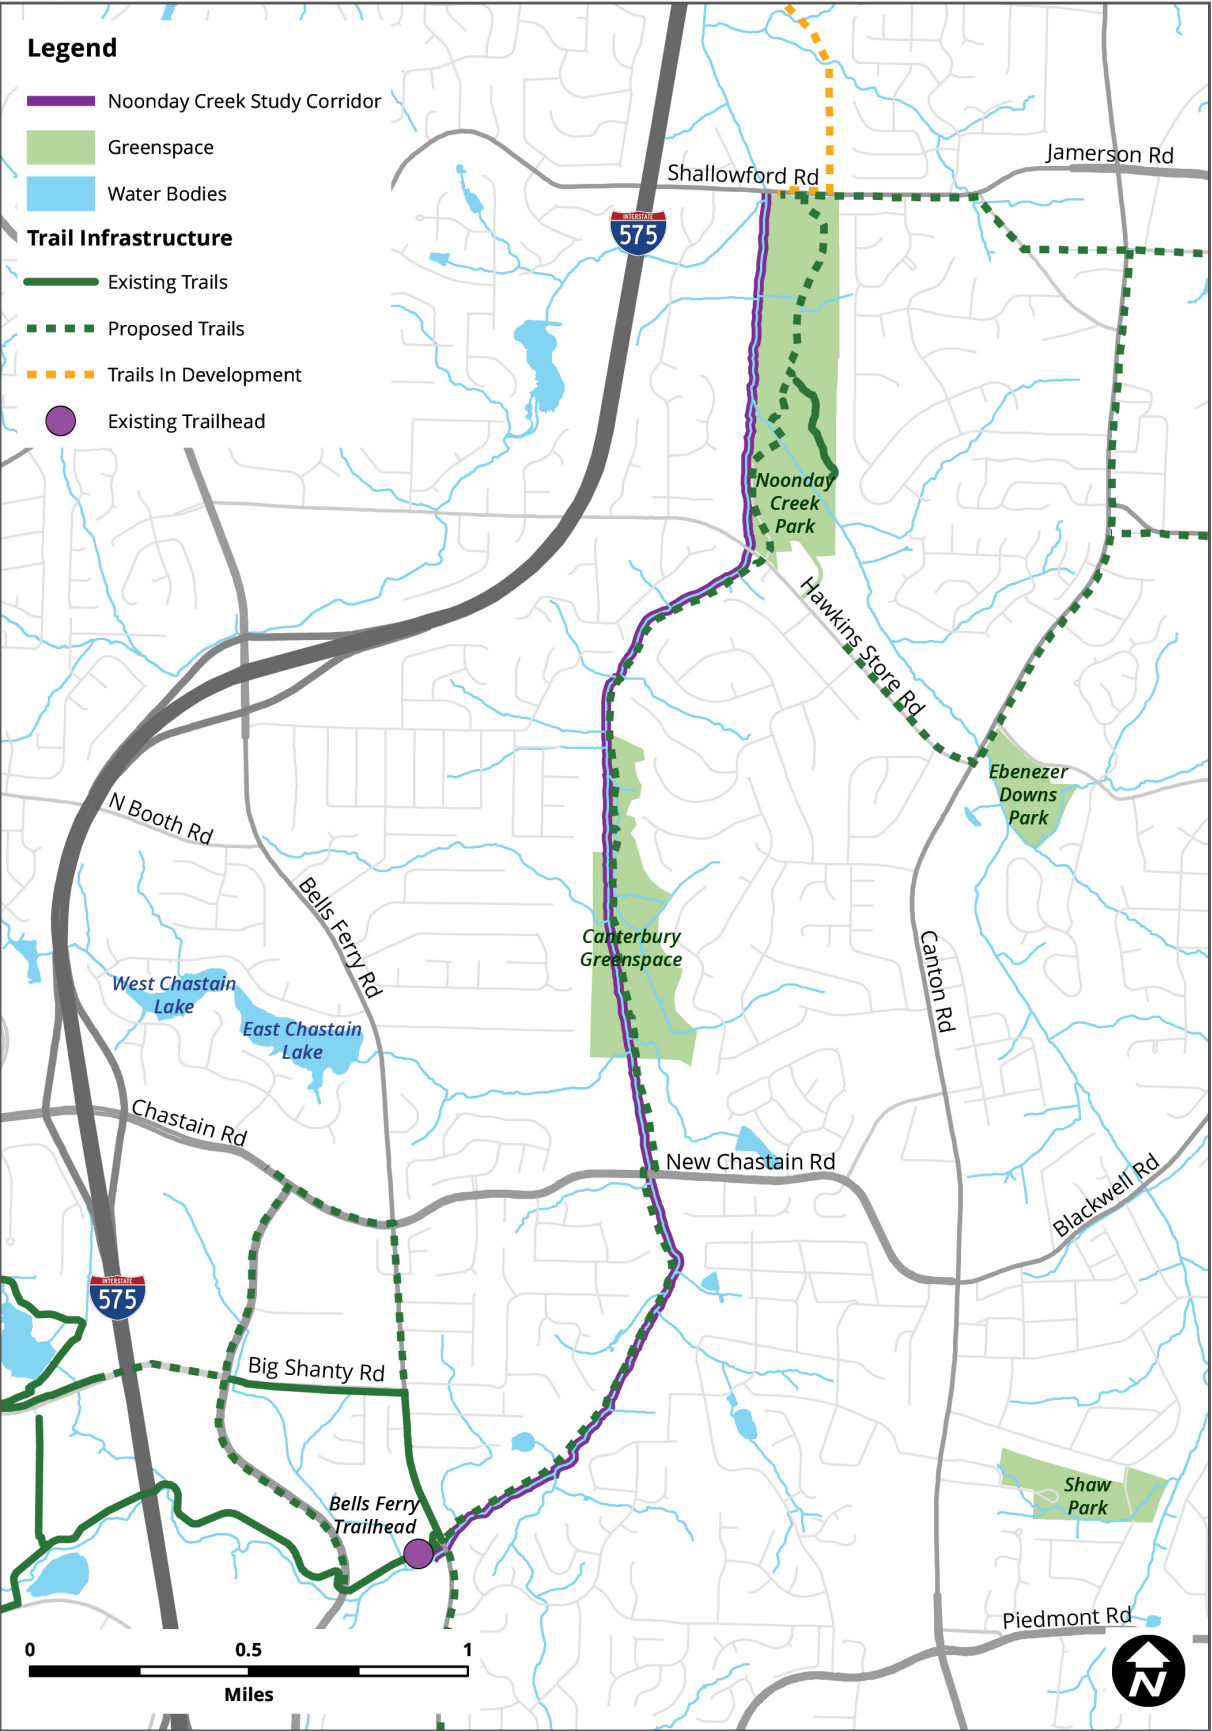 Legend
Noonday Creek Study Corridor
Greenspace
Water Bodies
Trail Infrastructure
Existing Trails
Proposed Trails
Trails In Development
Existing Trailhead
Shallowford Rd
Jamerson Rd
INTERSTATE
575
Noonday
Creek
Park
Hawkins Store Rd
Ebenezer
Downs
Park
N Booth Rd
Bells Ferry Rd
Canterbury
Greenspace
Canton Rd
West Chastain
Lake
East Chastain
Lake
Chastain Rd
New Chastain Rd
Blackwell Rd
INTERSTATE
575
Big Shanty Rd
Bells Ferry
Trailhead
Shaw
Park
Piedmont Rd
0 0.5 1
Miles
N